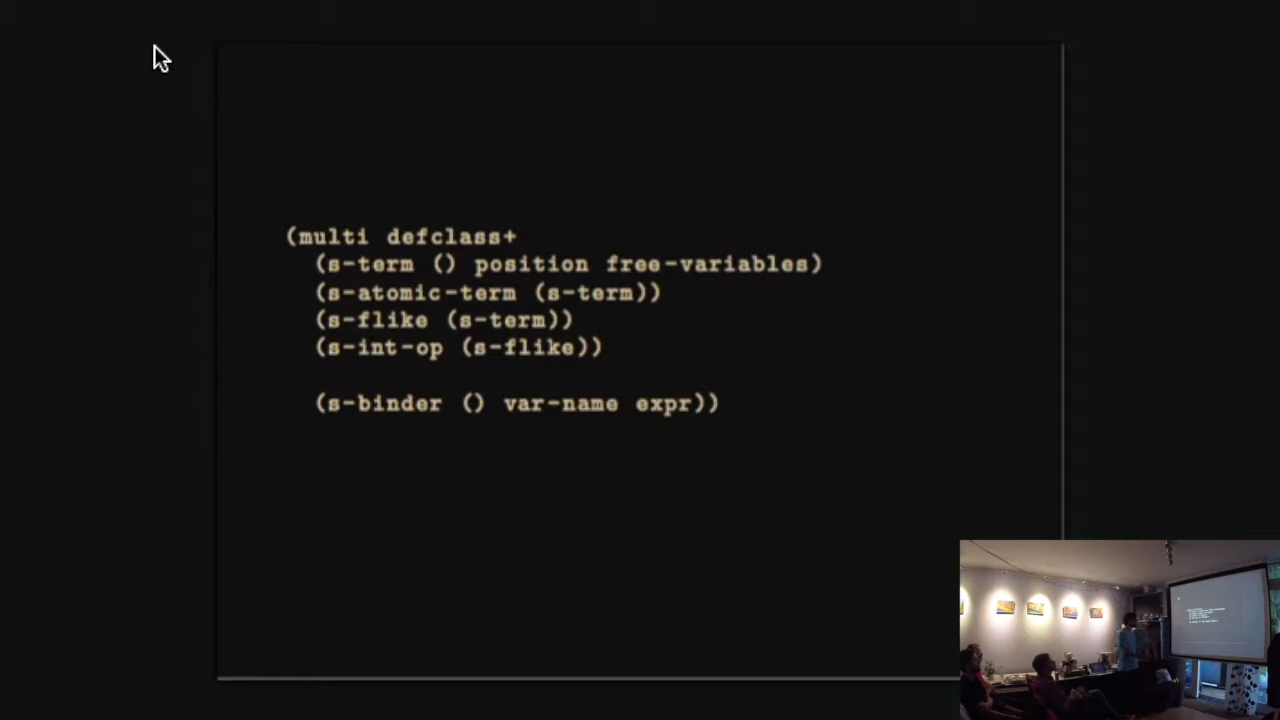 (multi defclass+
(s-term () position free-variables)
(s-atomic-term (s-term))
(s-flike (s-term))
(s-int-op (s-flike))
(s-binder () var-name expr))